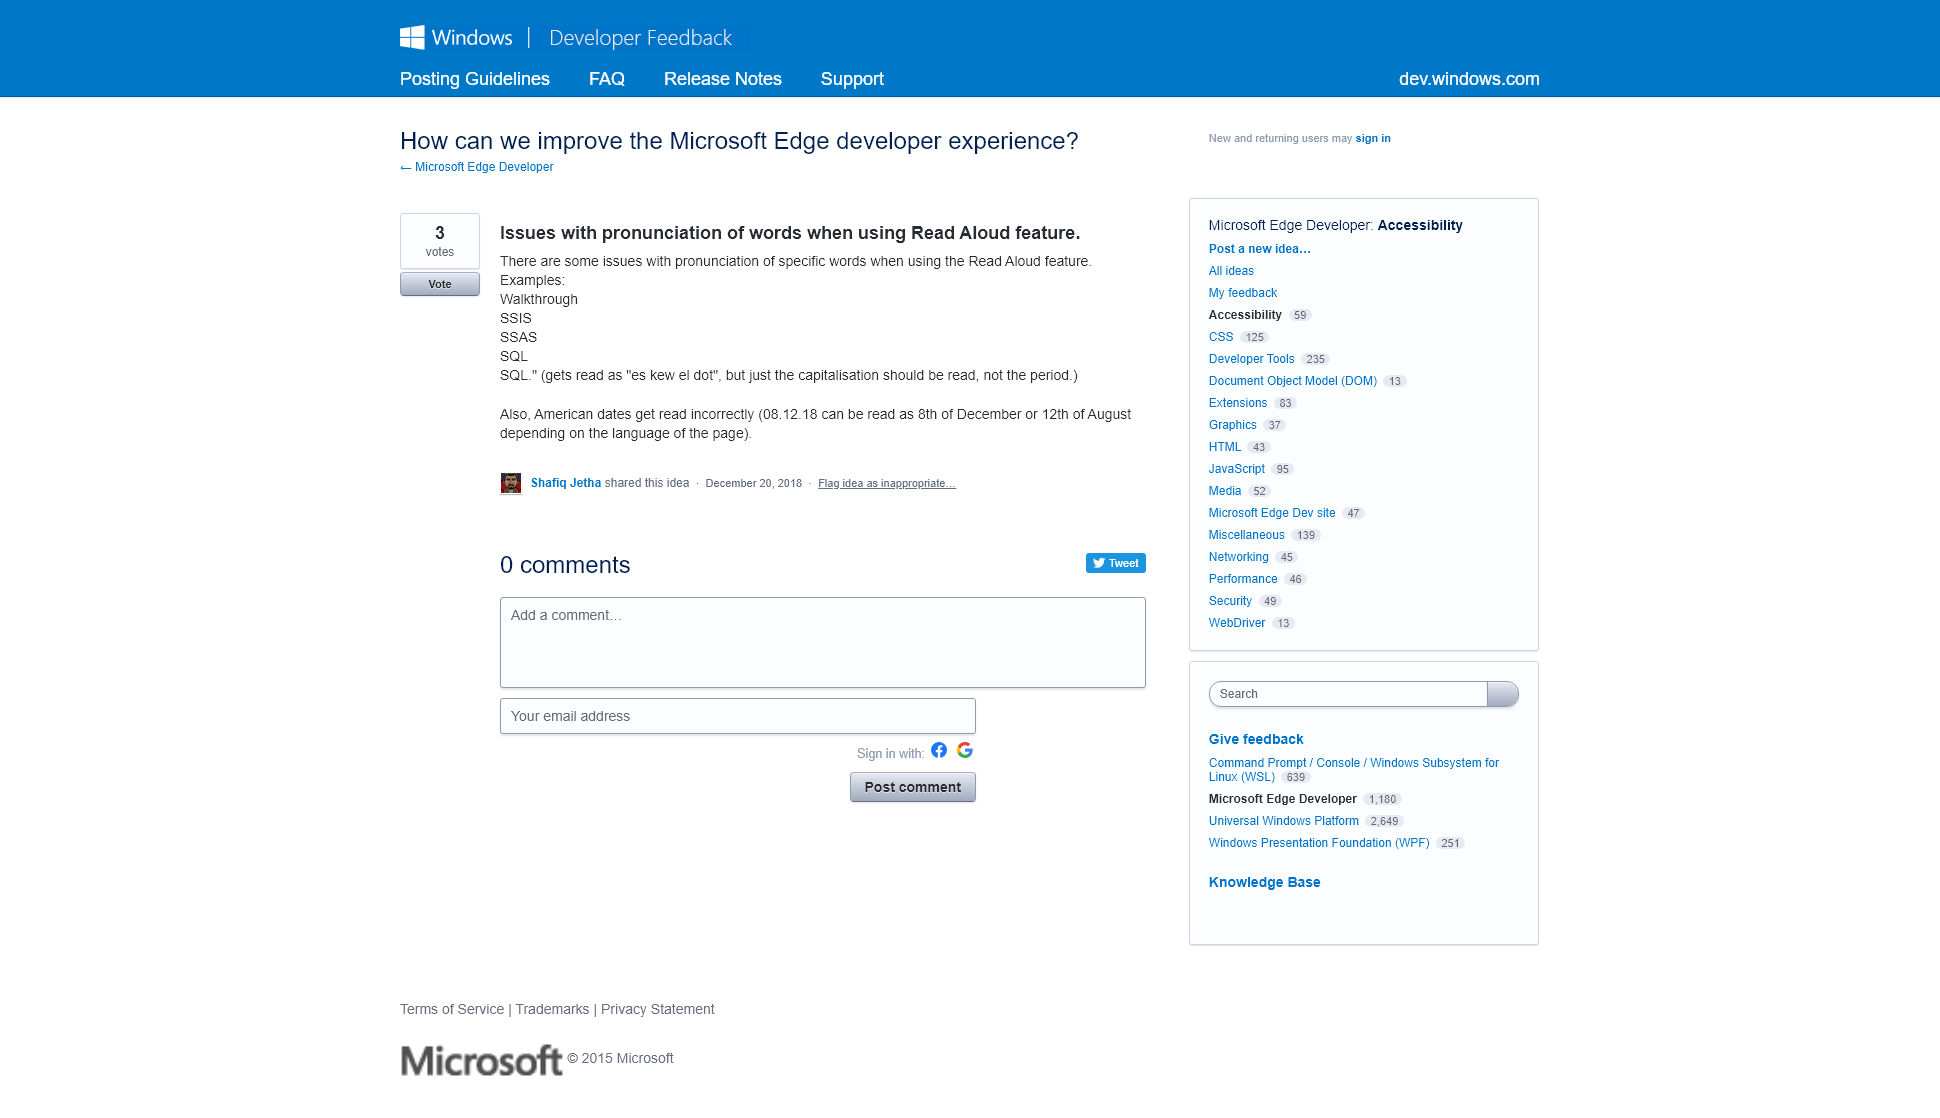 Windows | Developer Feedback
Posting Guidelines FAQ Release Notes Support dev.windows.com
How can we improve the Microsoft Edge developer experience?
← Microsoft Edge Developer
New and returning users may sign in
3
votes
Vote
Issues with pronunciation of words when using Read Aloud feature.
There are some issues with pronunciation of specific words when using the Read Aloud feature.
Examples:
Walkthrough
SSIS
SSAS
SQL
SQL." (gets read as "es kew el dot", but just the capitalisation should be read, not the period.)
Also, American dates get read incorrectly (08.12.18 can be read as 8th of December or 12th of August
depending on the language of the page).
Shafiq Jetha shared this idea · December 20, 2018 · Flag idea as inappropriate…
0 comments
Tweet
Add a comment…
Your email address
Sign in with:
Post comment
Microsoft Edge Developer: Accessibility
Post a new idea…
All ideas
My feedback
Accessibility 59
CSS 125
Developer Tools 235
Document Object Model (DOM) 13
Extensions 83
Graphics 37
HTML 43
JavaScript 95
Media 52
Microsoft Edge Dev site 47
Miscellaneous 139
Networking 45
Performance 46
Security 49
WebDriver 13
Search
Give feedback
Command Prompt / Console / Windows Subsystem for
Linux (WSL) 639
Microsoft Edge Developer 1,180
Universal Windows Platform 2,649
Windows Presentation Foundation (WPF) 251
Knowledge Base
Terms of Service | Trademarks | Privacy Statement
Microsoft © 2015 Microsoft